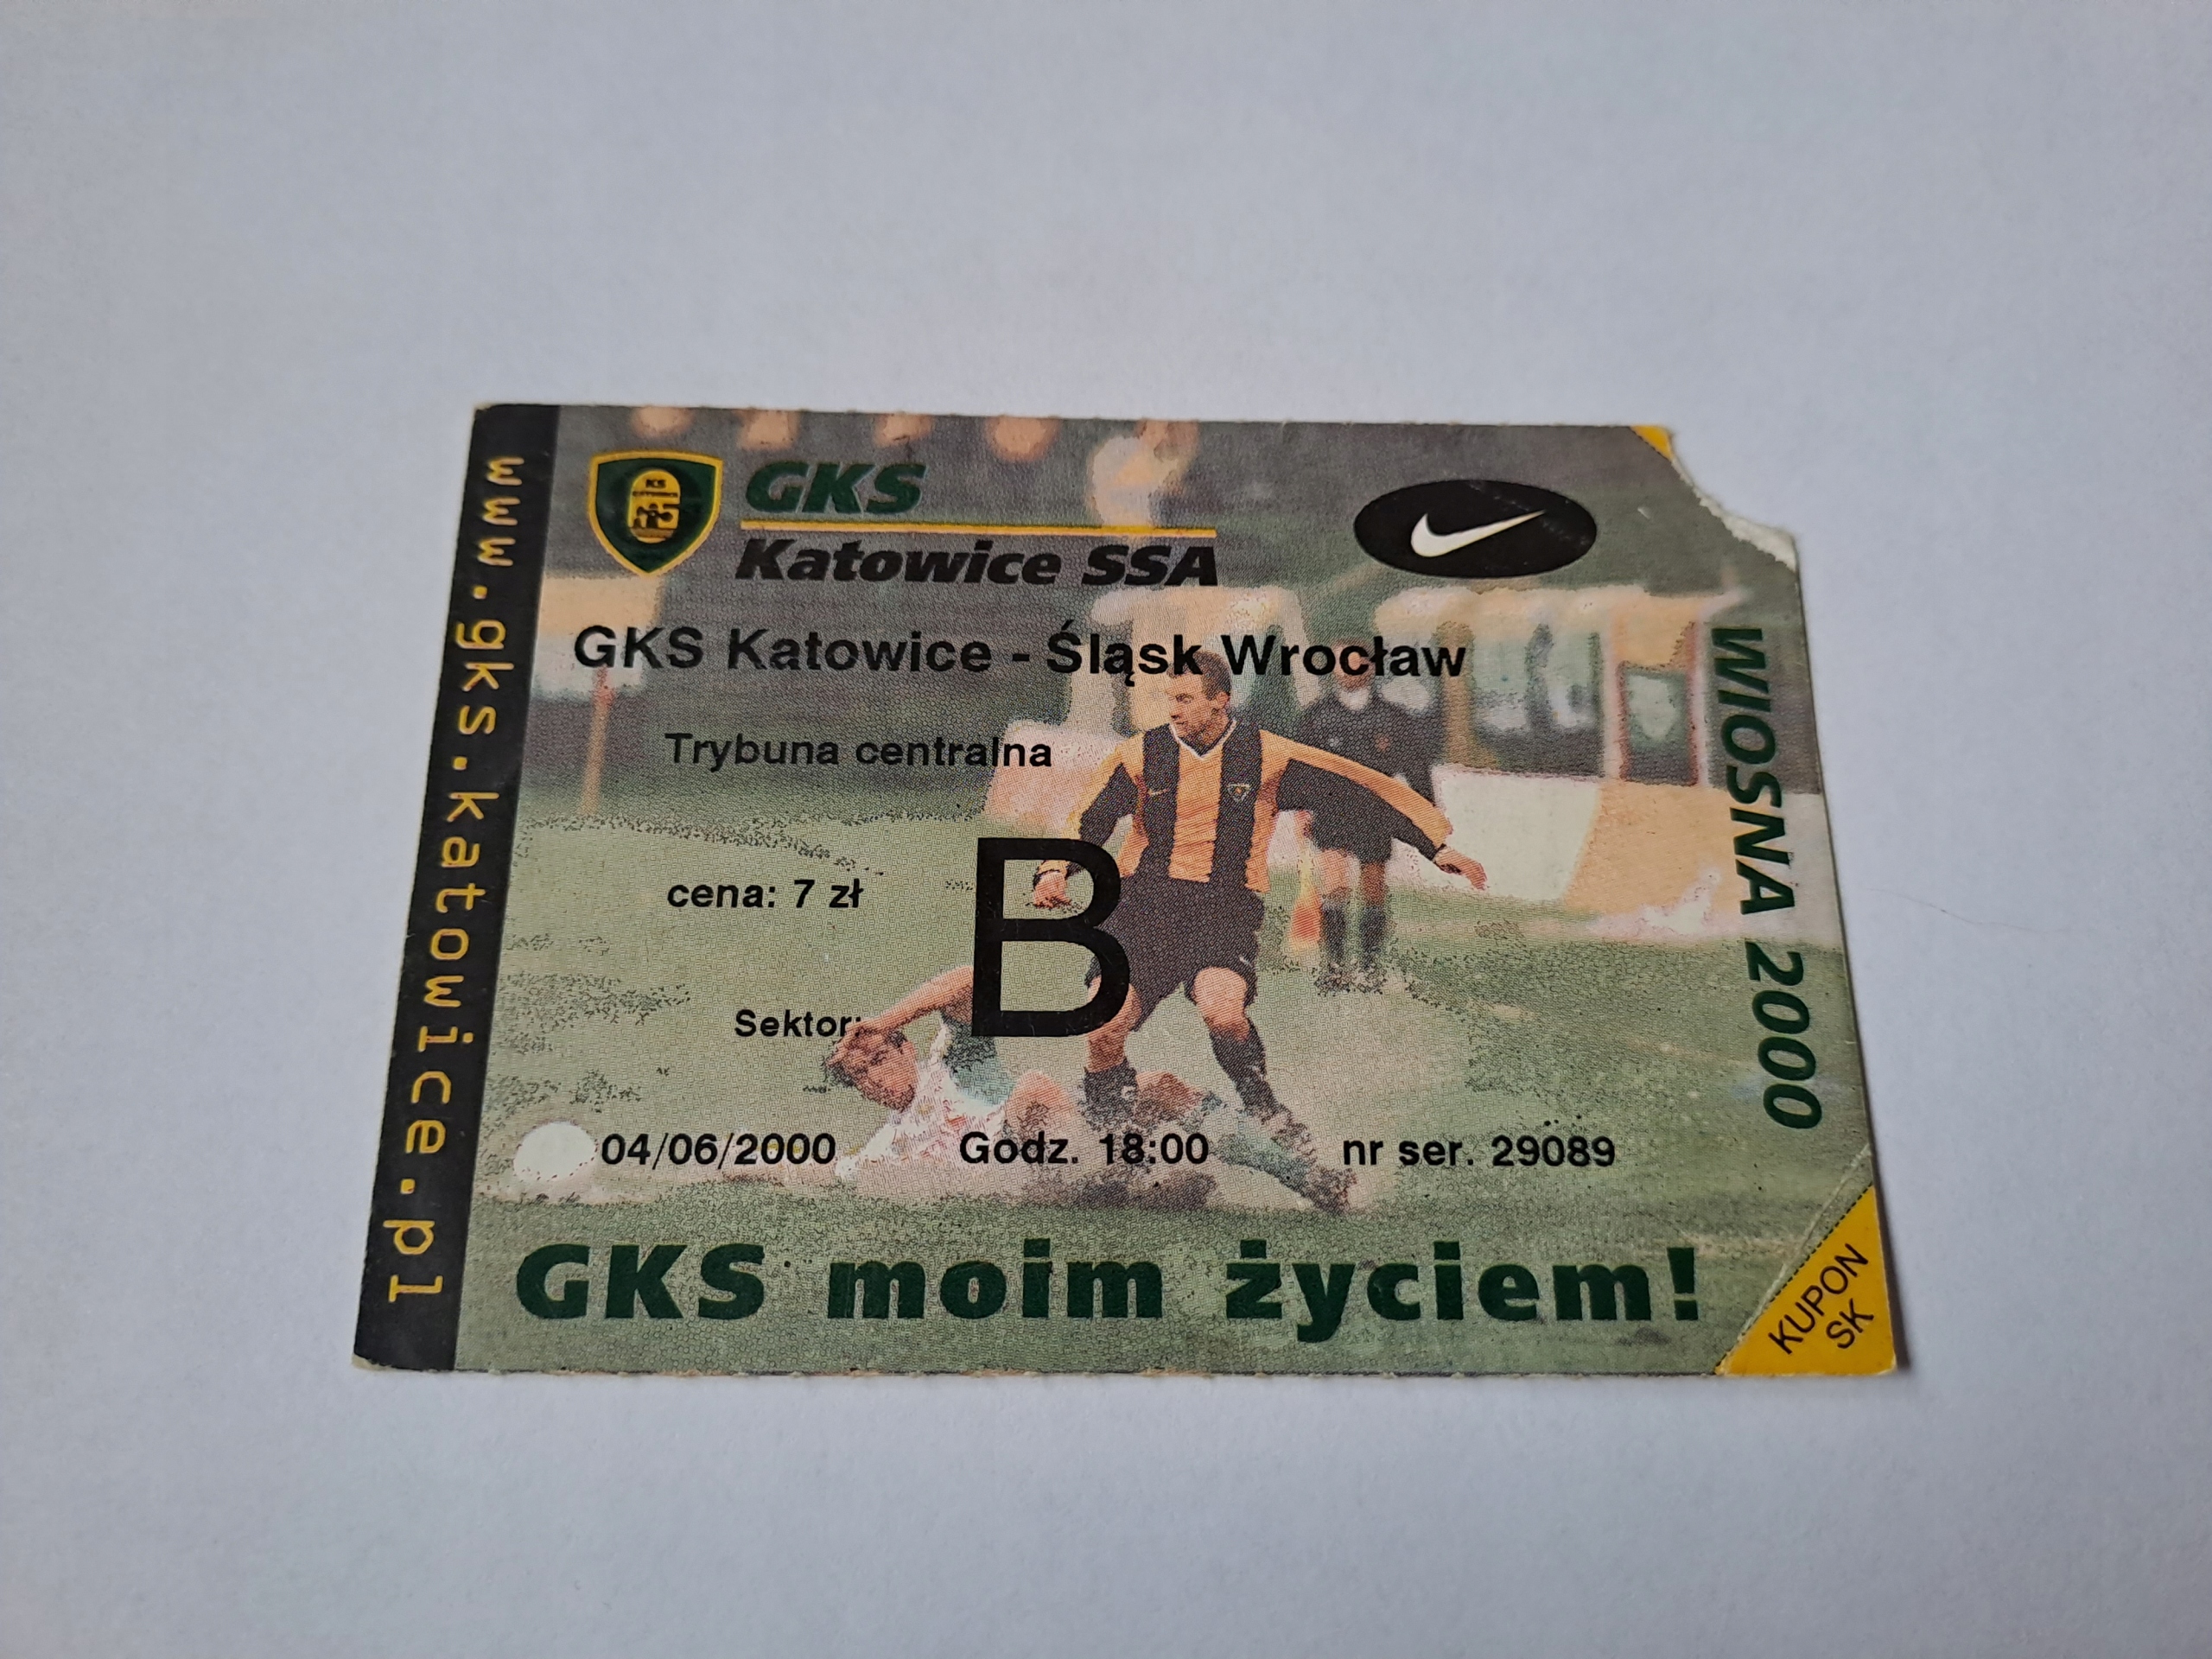 www.gks.katowice.pl
GKS
Katowice SSA
GKS Katowice - Śląsk Wrocław
Trybuna centralna
cena: 7 zł
B
Sektor:
04/06/2000 Godz. 18:00 nr ser. 29089
GKS moim życiem!
WIOSNA 2000
KUPON
SK